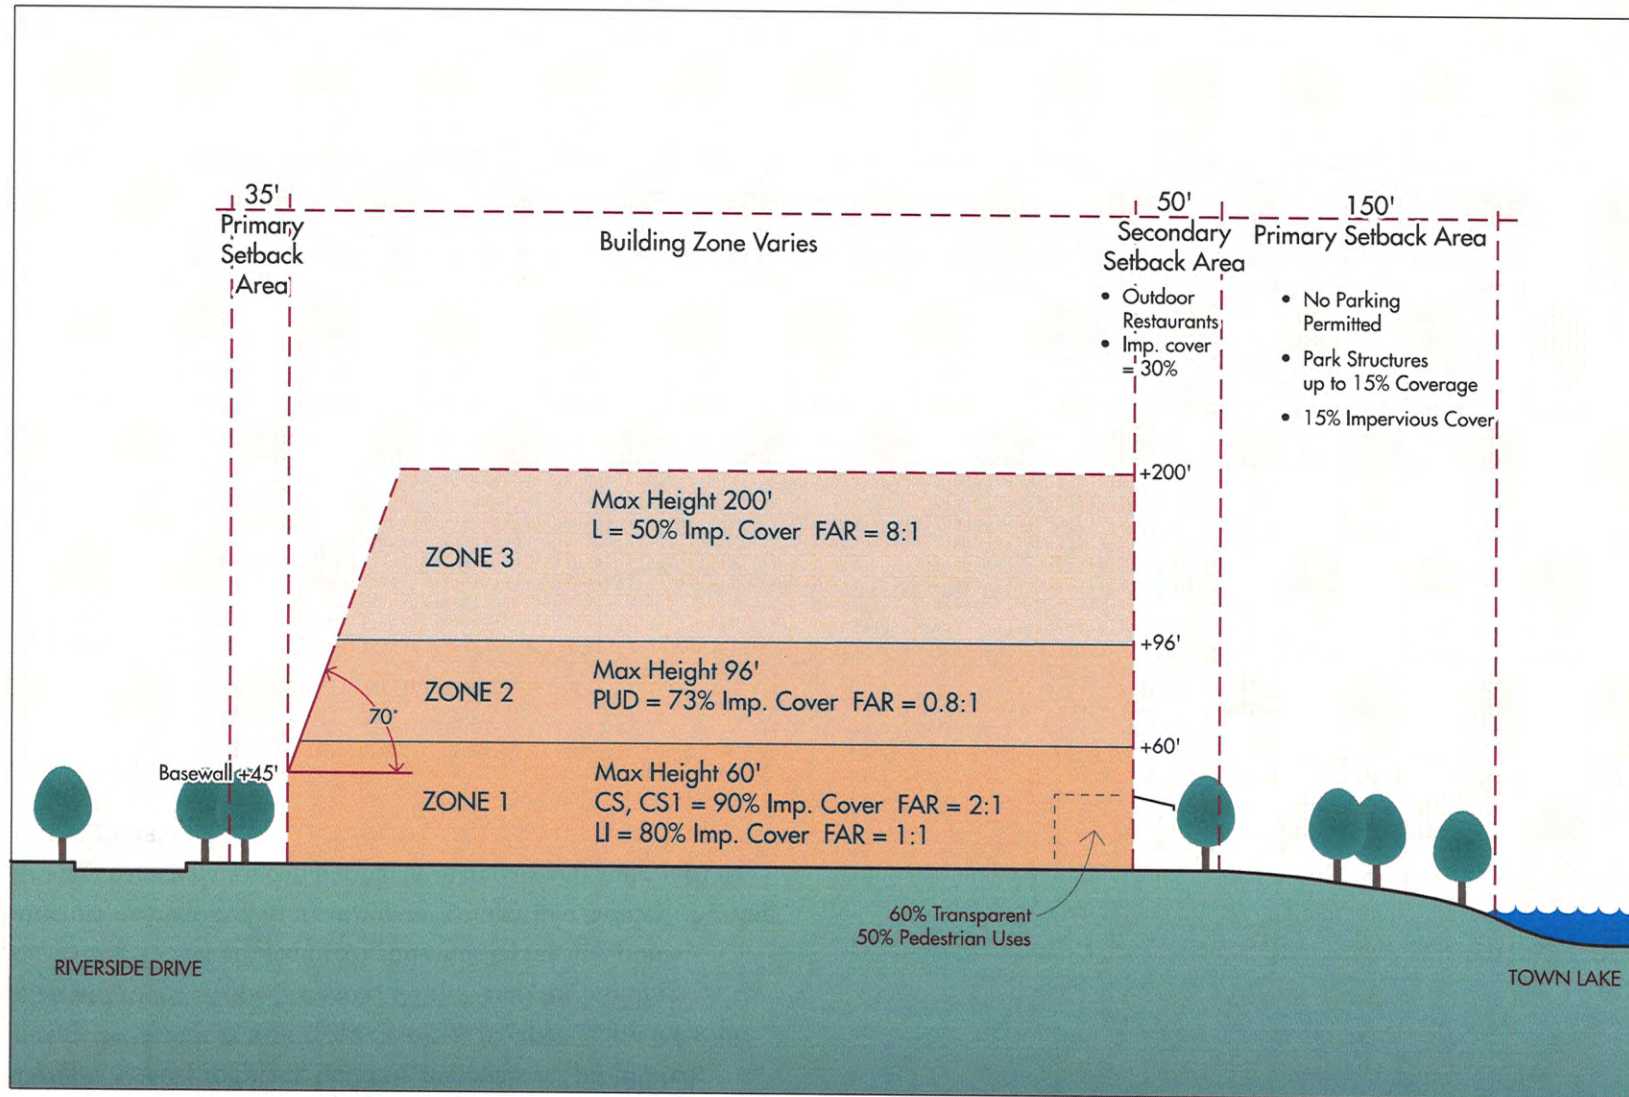 35'
Primary
Setback
Area
Building Zone Varies
50'
Secondary
Setback Area
• Outdoor
Restaurants
• Imp. cover
= 30%
150'
Primary Setback Area
• No Parking
Permitted
• Park Structures
up to 15% Coverage
• 15% Impervious Cover
+200'
Max Height 200'
L = 50% Imp. Cover FAR = 8:1
ZONE 3
+96'
Max Height 96'
PUD = 73% Imp. Cover FAR = 0.8:1
ZONE 2
70°
+60'
Basewall +45'
Max Height 60'
CS, CS1 = 90% Imp. Cover FAR = 2:1
LI = 80% Imp. Cover FAR = 1:1
ZONE 1
60% Transparent
50% Pedestrian Uses
RIVERSIDE DRIVE
TOWN LAKE